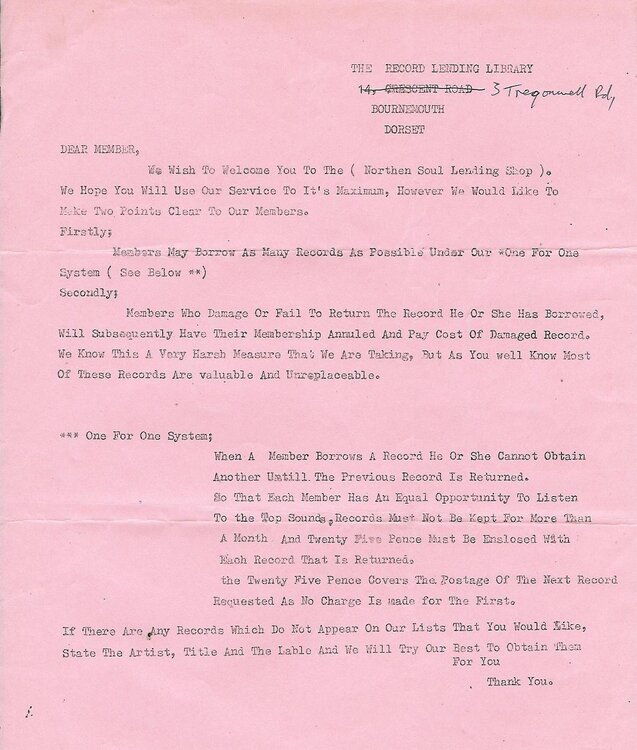 THE RECORD LENDING LIBRARY
14, CRESCENT ROAD 3 Tregonwell Rd,
BOURNEMOUTH
DORSET
DEAR MEMBER,
We Wish To Welcome You To The ( Northen Soul Lending Shop ).
We Hope You Will Use Our Service To It's Maximum, However We Would Like To
Make Two Points Clear To Our Members.
Firstly;
Members May Borrow As Many Records As Possible Under Our *One For One
System ( See Below **)
Secondly;
Members Who Damage Or Fail To Return The Record He Or She Has Borrowed,
Will Subsequently Have Their Membership Annuled And Pay Cost Of Damaged Record.
We Know This A Very Harsh Measure That We Are Taking, But As You well Know Most
Of These Records Are valuable And Unreplaceable.
*** One For One System;
When A Member Borrows A Record He Or She Cannot Obtain
Another Untill The Previous Record Is Returned.
So That Each Member Has An Equal Opportunity To Listen
To the Top Sounds, Records Must Not Be Kept For More Than
A Month And Twenty Five Pence Must Be Enslosed With
Each Record That Is Returned.
the Twenty Five Pence Covers The Postage Of The Next Record
Requested As No Charge Is made for The First.
If There Are Any Records Which Do Not Appear On Our Lists That You Would Like,
State The Artist, Title And The Lable And We Will Try Our Best To Obtain Them
For You
Thank You.